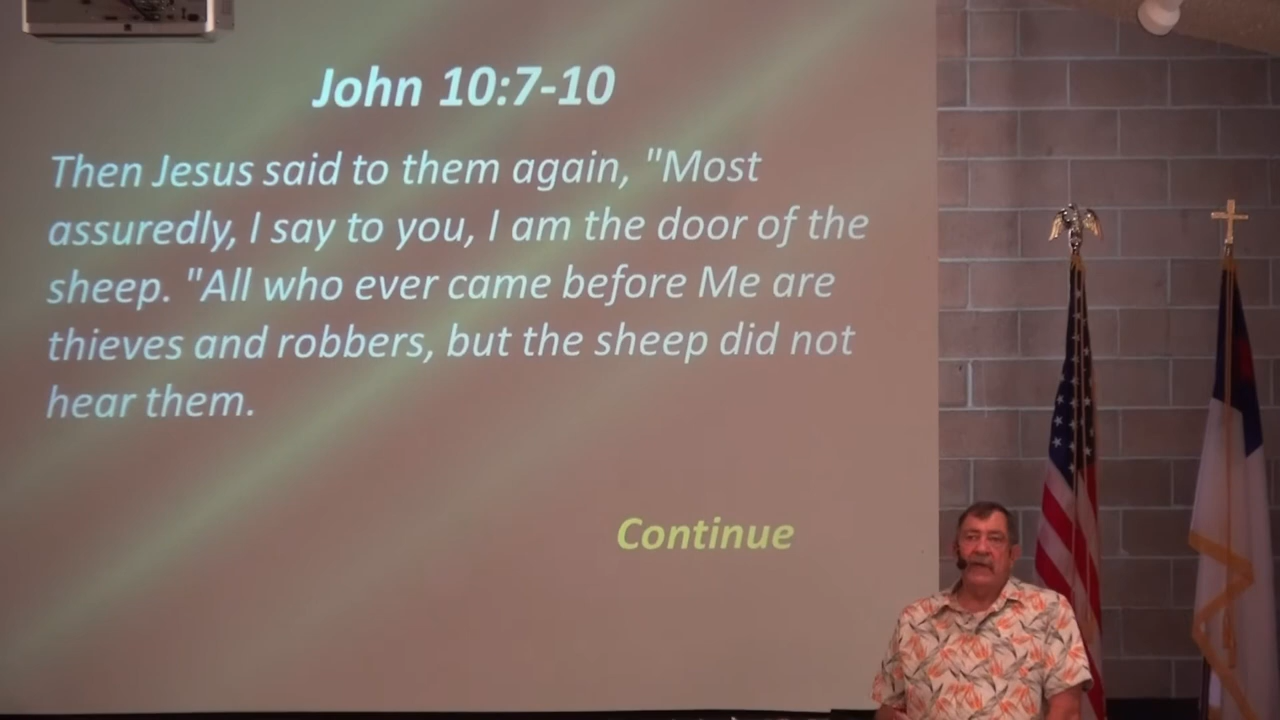 John 10:7-10
Then Jesus said to them again, "Most
assuredly, I say to you, I am the door of the
sheep. "All who ever came before Me are
thieves and robbers, but the sheep did not
hear them.
Continue